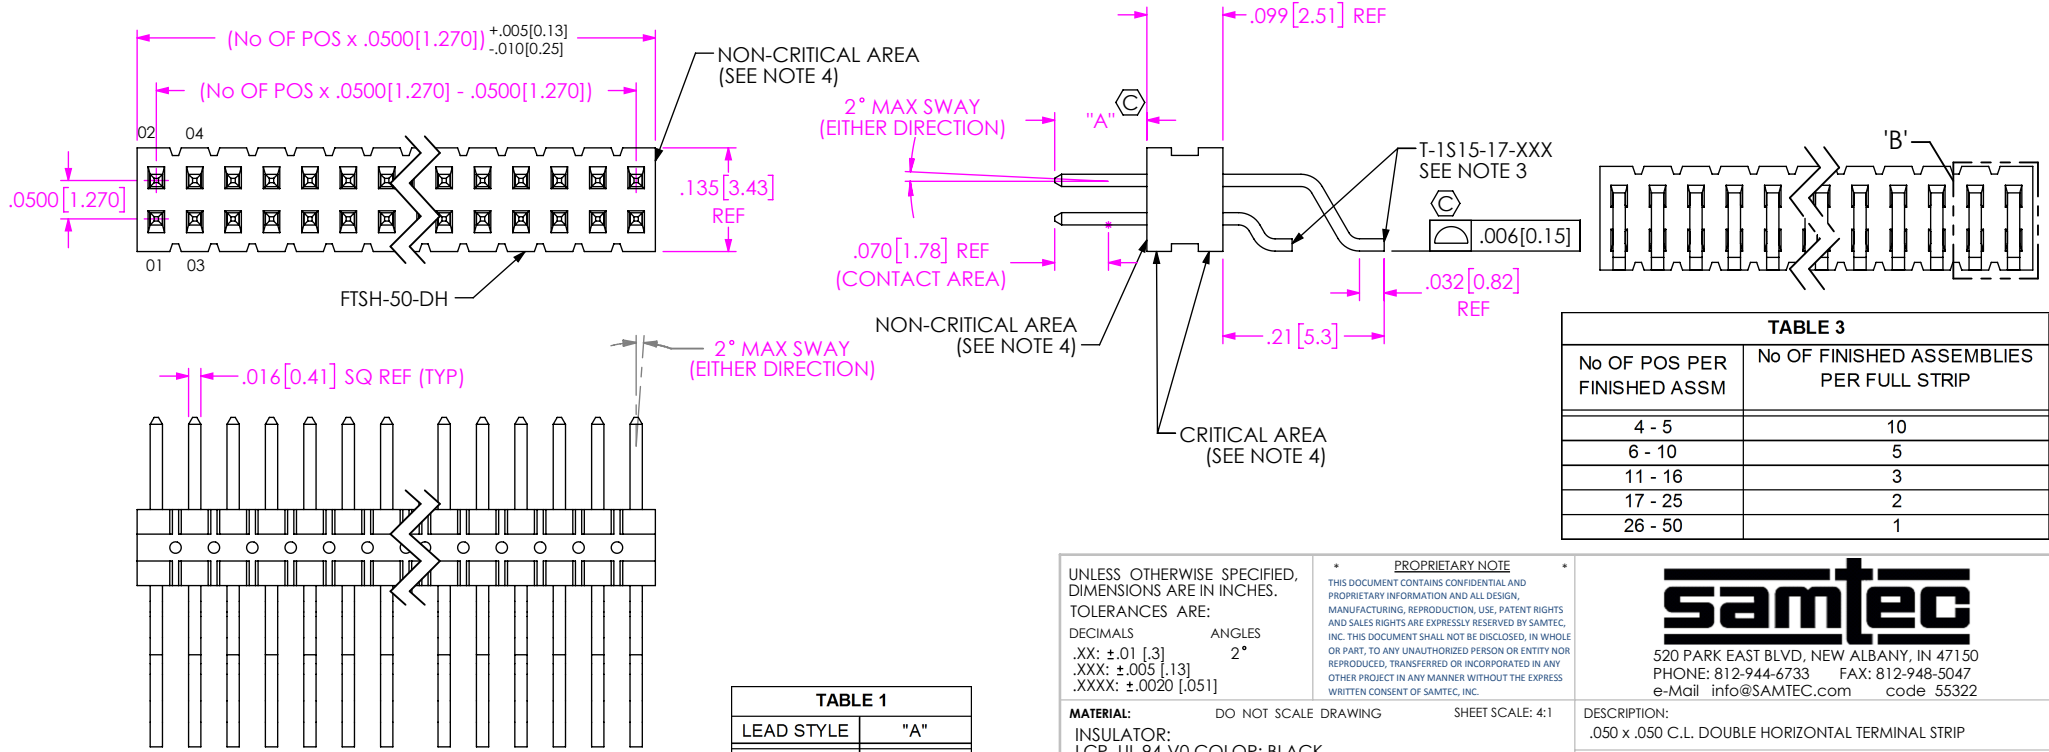 (No OF POS x .0500[1.270]) +.005[0.13] -.010[0.25]
(No OF POS x .0500[1.270] - .0500[1.270])
NON-CRITICAL AREA
(SEE NOTE 4)
02 04
.0500[1.270]
.135[3.43]
REF
01 03
FTSH-50-DH
.099[2.51] REF
2° MAX SWAY
(EITHER DIRECTION)
"A"
C
T-1S15-17-XXX
SEE NOTE 3
C
.006[0.15]
.070[1.78] REF
(CONTACT AREA)
*
.032[0.82]
REF
NON-CRITICAL AREA
(SEE NOTE 4)
.21[5.3]
CRITICAL AREA
(SEE NOTE 4)
'B'
2° MAX SWAY
(EITHER DIRECTION)
.016[0.41] SQ REF (TYP)
TABLE 3
No OF POS PER
FINISHED ASSM
No OF FINISHED ASSEMBLIES
PER FULL STRIP
4 - 5 10
6 - 10 5
11 - 16 3
17 - 25 2
26 - 50 1
TABLE 1
LEAD STYLE "A"
UNLESS OTHERWISE SPECIFIED,
DIMENSIONS ARE IN INCHES.
TOLERANCES ARE:
DECIMALS ANGLES
.XX: ±.01 [.3] 2°
.XXX: ±.005 [.13]
.XXXX: ±.0020 [.051]
* PROPRIETARY NOTE *
THIS DOCUMENT CONTAINS CONFIDENTIAL AND
PROPRIETARY INFORMATION AND ALL DESIGN,
MANUFACTURING, REPRODUCTION, USE, PATENT RIGHTS
AND SALES RIGHTS ARE EXPRESSLY RESERVED BY SAMTEC,
INC. THIS DOCUMENT SHALL NOT BE DISCLOSED, IN WHOLE
OR PART, TO ANY UNAUTHORIZED PERSON OR ENTITY NOR
REPRODUCED, TRANSFERRED OR INCORPORATED IN ANY
OTHER PROJECT IN ANY MANNER WITHOUT THE EXPRESS
WRITTEN CONSENT OF SAMTEC, INC.
samtec
520 PARK EAST BLVD, NEW ALBANY, IN 47150
PHONE: 812-944-6733 FAX: 812-948-5047
e-Mail info@SAMTEC.com code 55322
MATERIAL: DO NOT SCALE DRAWING SHEET SCALE: 4:1
INSULATOR:
LCP, UL 94 V0 COLOR: BLACK
DESCRIPTION:
.050 x .050 C.L. DOUBLE HORIZONTAL TERMINAL STRIP